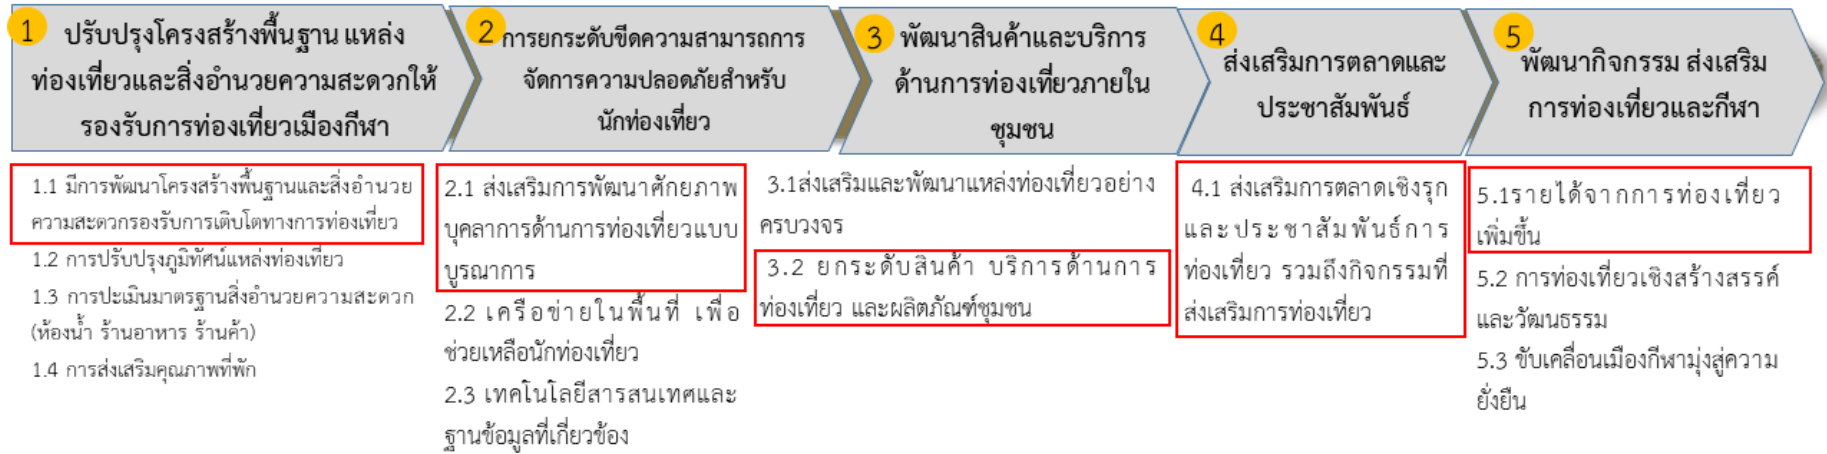 1
ปรับปรุงโครงสร้างพื้นฐาน แหล่ง
ท่องเที่ยวและสิ่งอำนวยความสะดวกให้
รองรับการท่องเที่ยวเมืองกีฬา
1.1 มีการพัฒนาโครงสร้างพื้นฐานและสิ่งอำนวย
ความสะดวกรองรับการเติบโตทางการท่องเที่ยว
1.2 การปรับปรุงภูมิทัศน์แหล่งท่องเที่ยว
1.3 การปะเมินมาตรฐานสิ่งอำนวยความสะดวก
(ห้องน้ำ ร้านอาหาร ร้านค้า)
1.4 การส่งเสริมคุณภาพที่พัก
2
การยกระดับขีดความสามารถการ
จัดการความปลอดภัยสำหรับ
นักท่องเที่ยว
2.1 ส่งเสริมการพัฒนาศักยภาพ
บุคลาการด้านการท่องเที่ยวแบบ
บูรณาการ
2.2 เครือข่ายในพื้นที่ เพื่อ
ช่วยเหลือนักท่องเที่ยว
2.3 เทคโนโลยีสารสนเทศและ
ฐานข้อมูลที่เกี่ยวข้อง
3
พัฒนาสินค้าและบริการ
ด้านการท่องเที่ยวภายใน
ชุมชน
3.1ส่งเสริมและพัฒนาแหล่งท่องเที่ยวอย่าง
ครบวงจร
3.2 ยกระดับสินค้า บริการด้านการ
ท่องเที่ยว และผลิตภัณฑ์ชุมชน
4
ส่งเสริมการตลาดและ
ประชาสัมพันธ์
4.1 ส่งเสริมการตลาดเชิงรุก
และประชาสัมพันธ์การ
ท่องเที่ยว รวมถึงกิจกรรมที่
ส่งเสริมการท่องเที่ยว
5
พัฒนากิจกรรม ส่งเสริม
การท่องเที่ยวและกีฬา
5.1รายได้จากการท่องเที่ยว
เพิ่มขึ้น
5.2 การท่องเที่ยวเชิงสร้างสรรค์
และวัฒนธรรม
5.3 ขับเคลื่อนเมืองกีฬามุ่งสู่ความ
ยั่งยืน